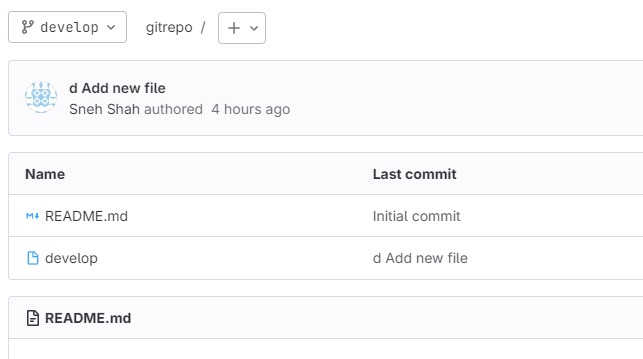 develop gitrepo / +
d Add new file
Sneh Shah authored 4 hours ago
Name Last commit
README.md Initial commit
develop d Add new file
README.md